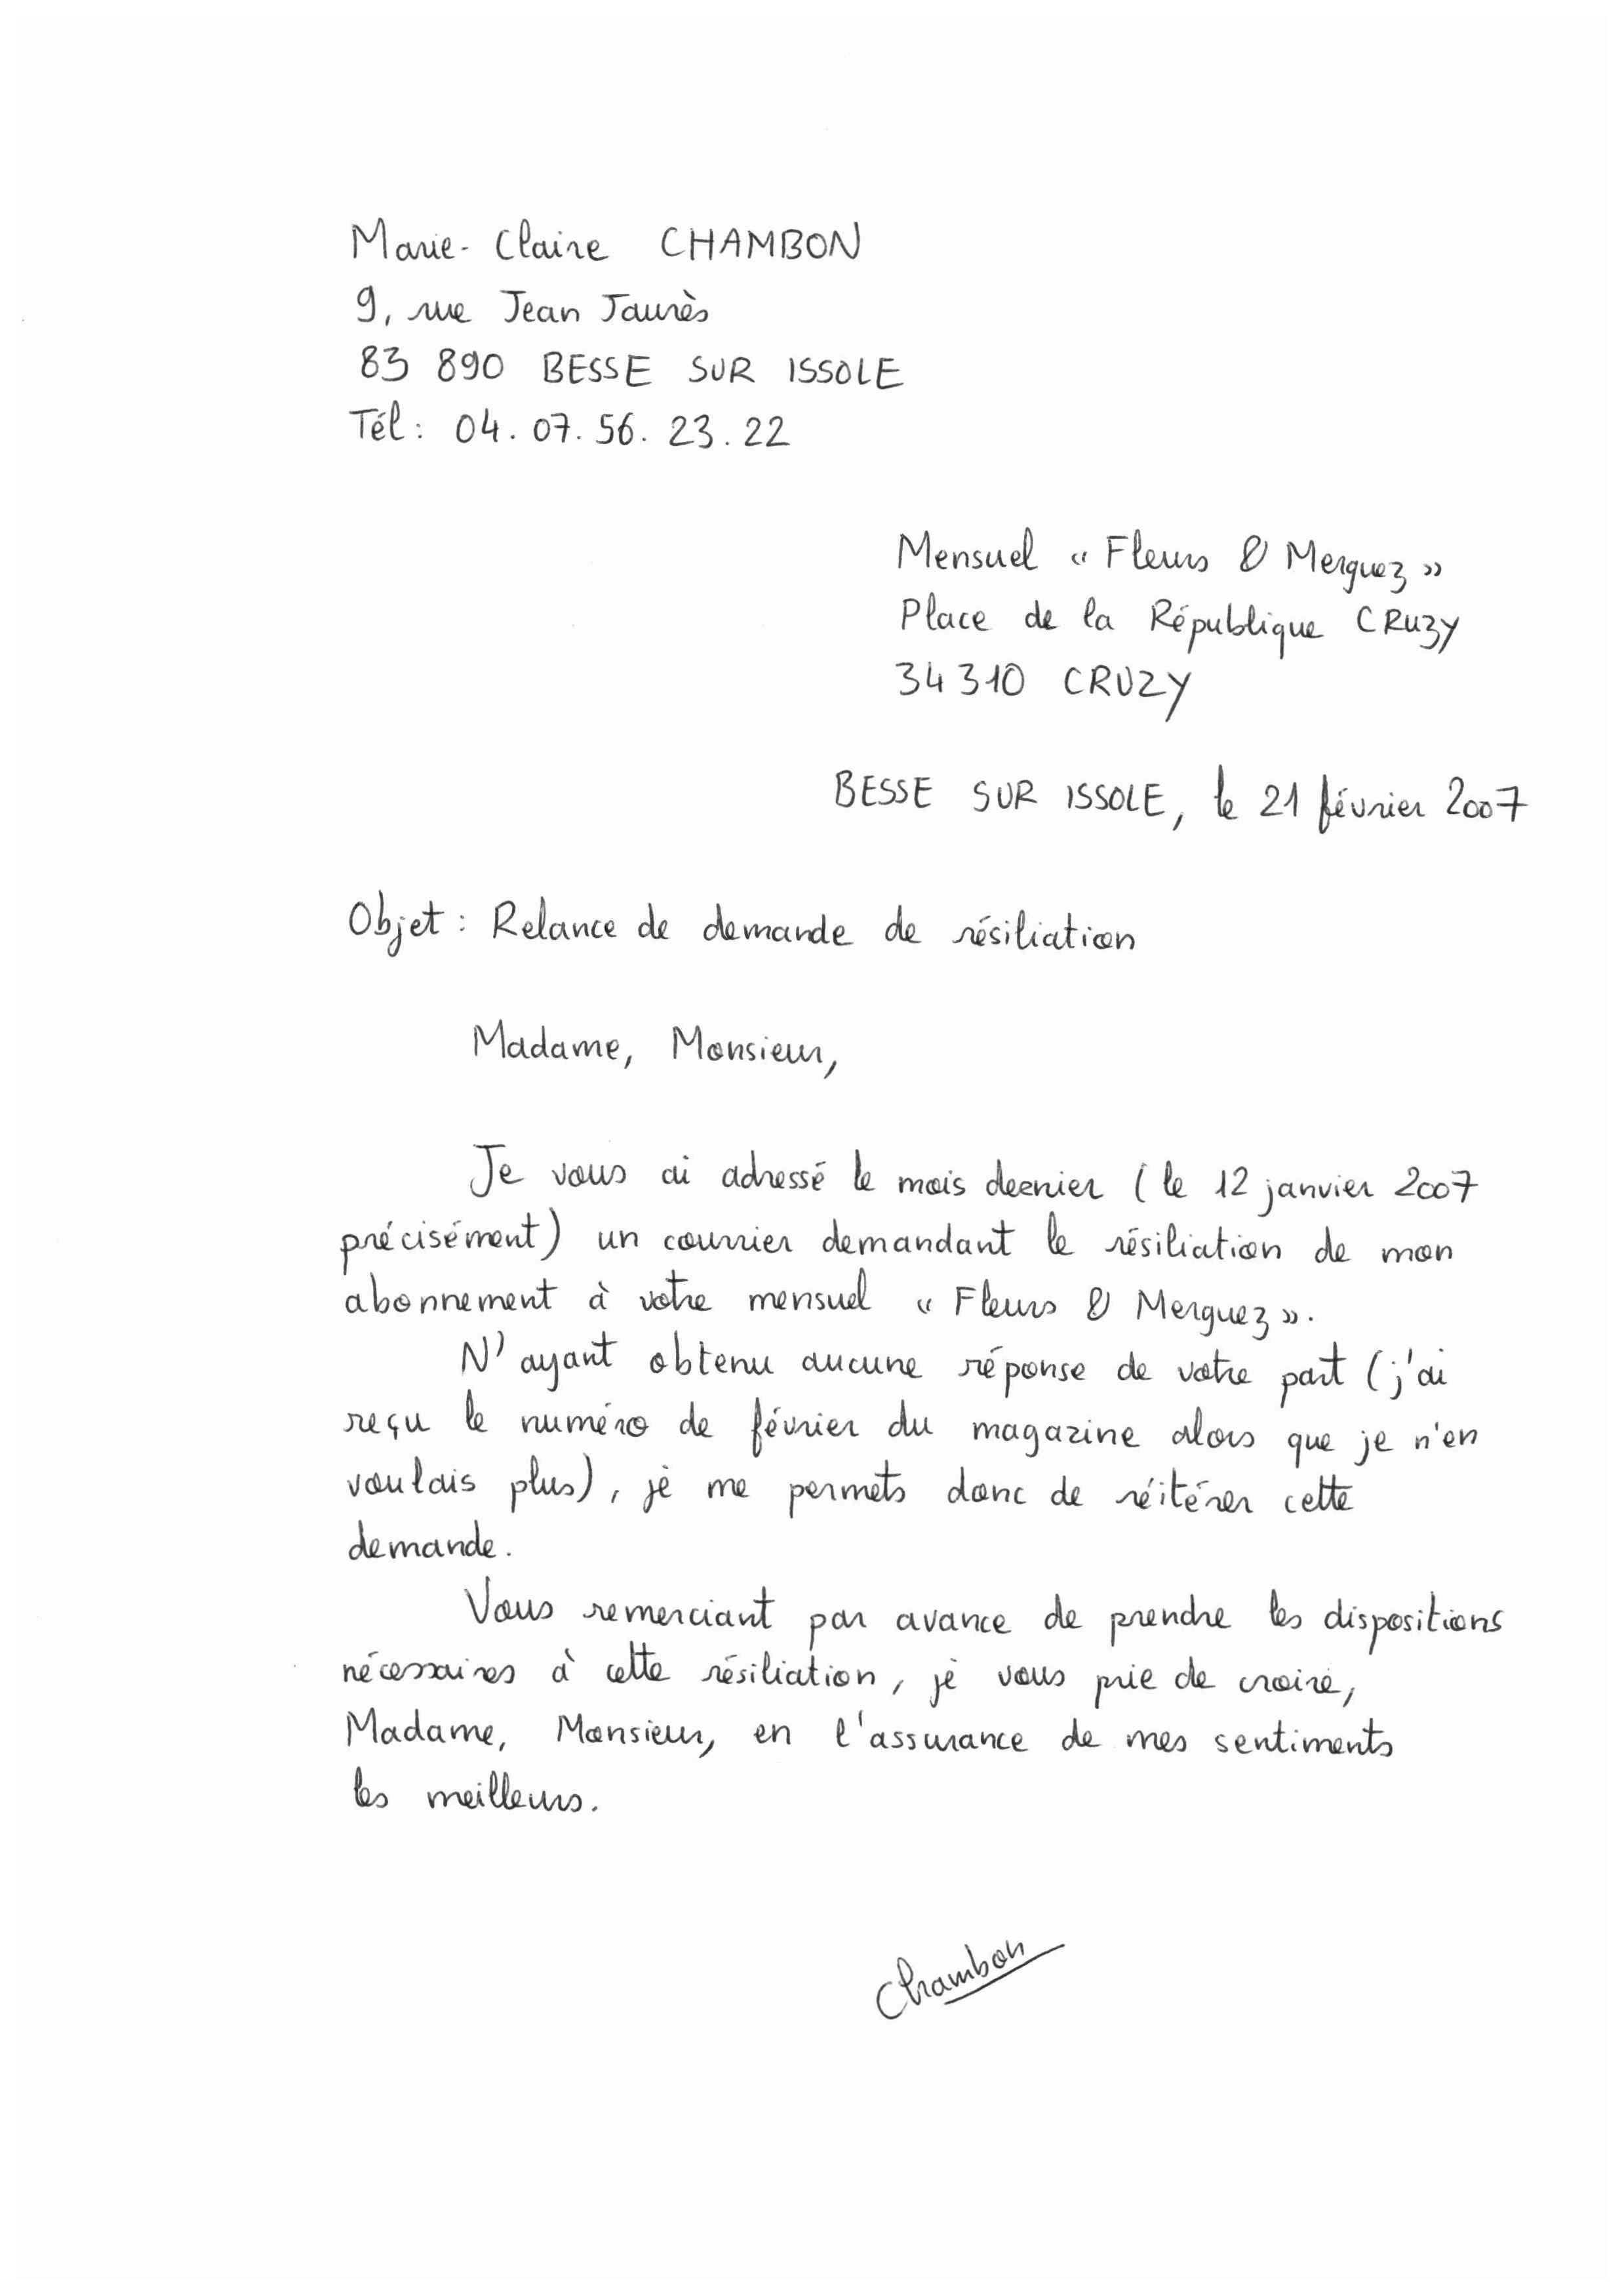 Marie-Claire CHAMBON
9, rue Jean Jaurès
83 890 BESSE SUR ISSOLE
Tél : 04.07.56.23.22
Mensuel « Fleurs & Merguez »
Place de la République CRUZY
34 310 CRUZY
BESSE SUR ISSOLE, le 21 février 2007
Objet : Relance de demande de résiliation
Madame, Monsieur,
Je vous ai adressé le mois dernier (le 12 janvier 2007
précisément) un courrier demandant le résiliation de mon
abonnement à votre mensuel « Fleurs & Merguez ».
N'ayant obtenu aucune réponse de votre part (j'ai
reçu le numéro de février du magazine alors que je n'en
voulais plus), je me permets donc de réitérer cette
demande.
Vous remerciant par avance de prendre les dispositions
nécessaires à cette résiliation, je vous prie de croire,
Madame, Monsieur, en l'assurance de mes sentiments
les meilleurs.
Chambon